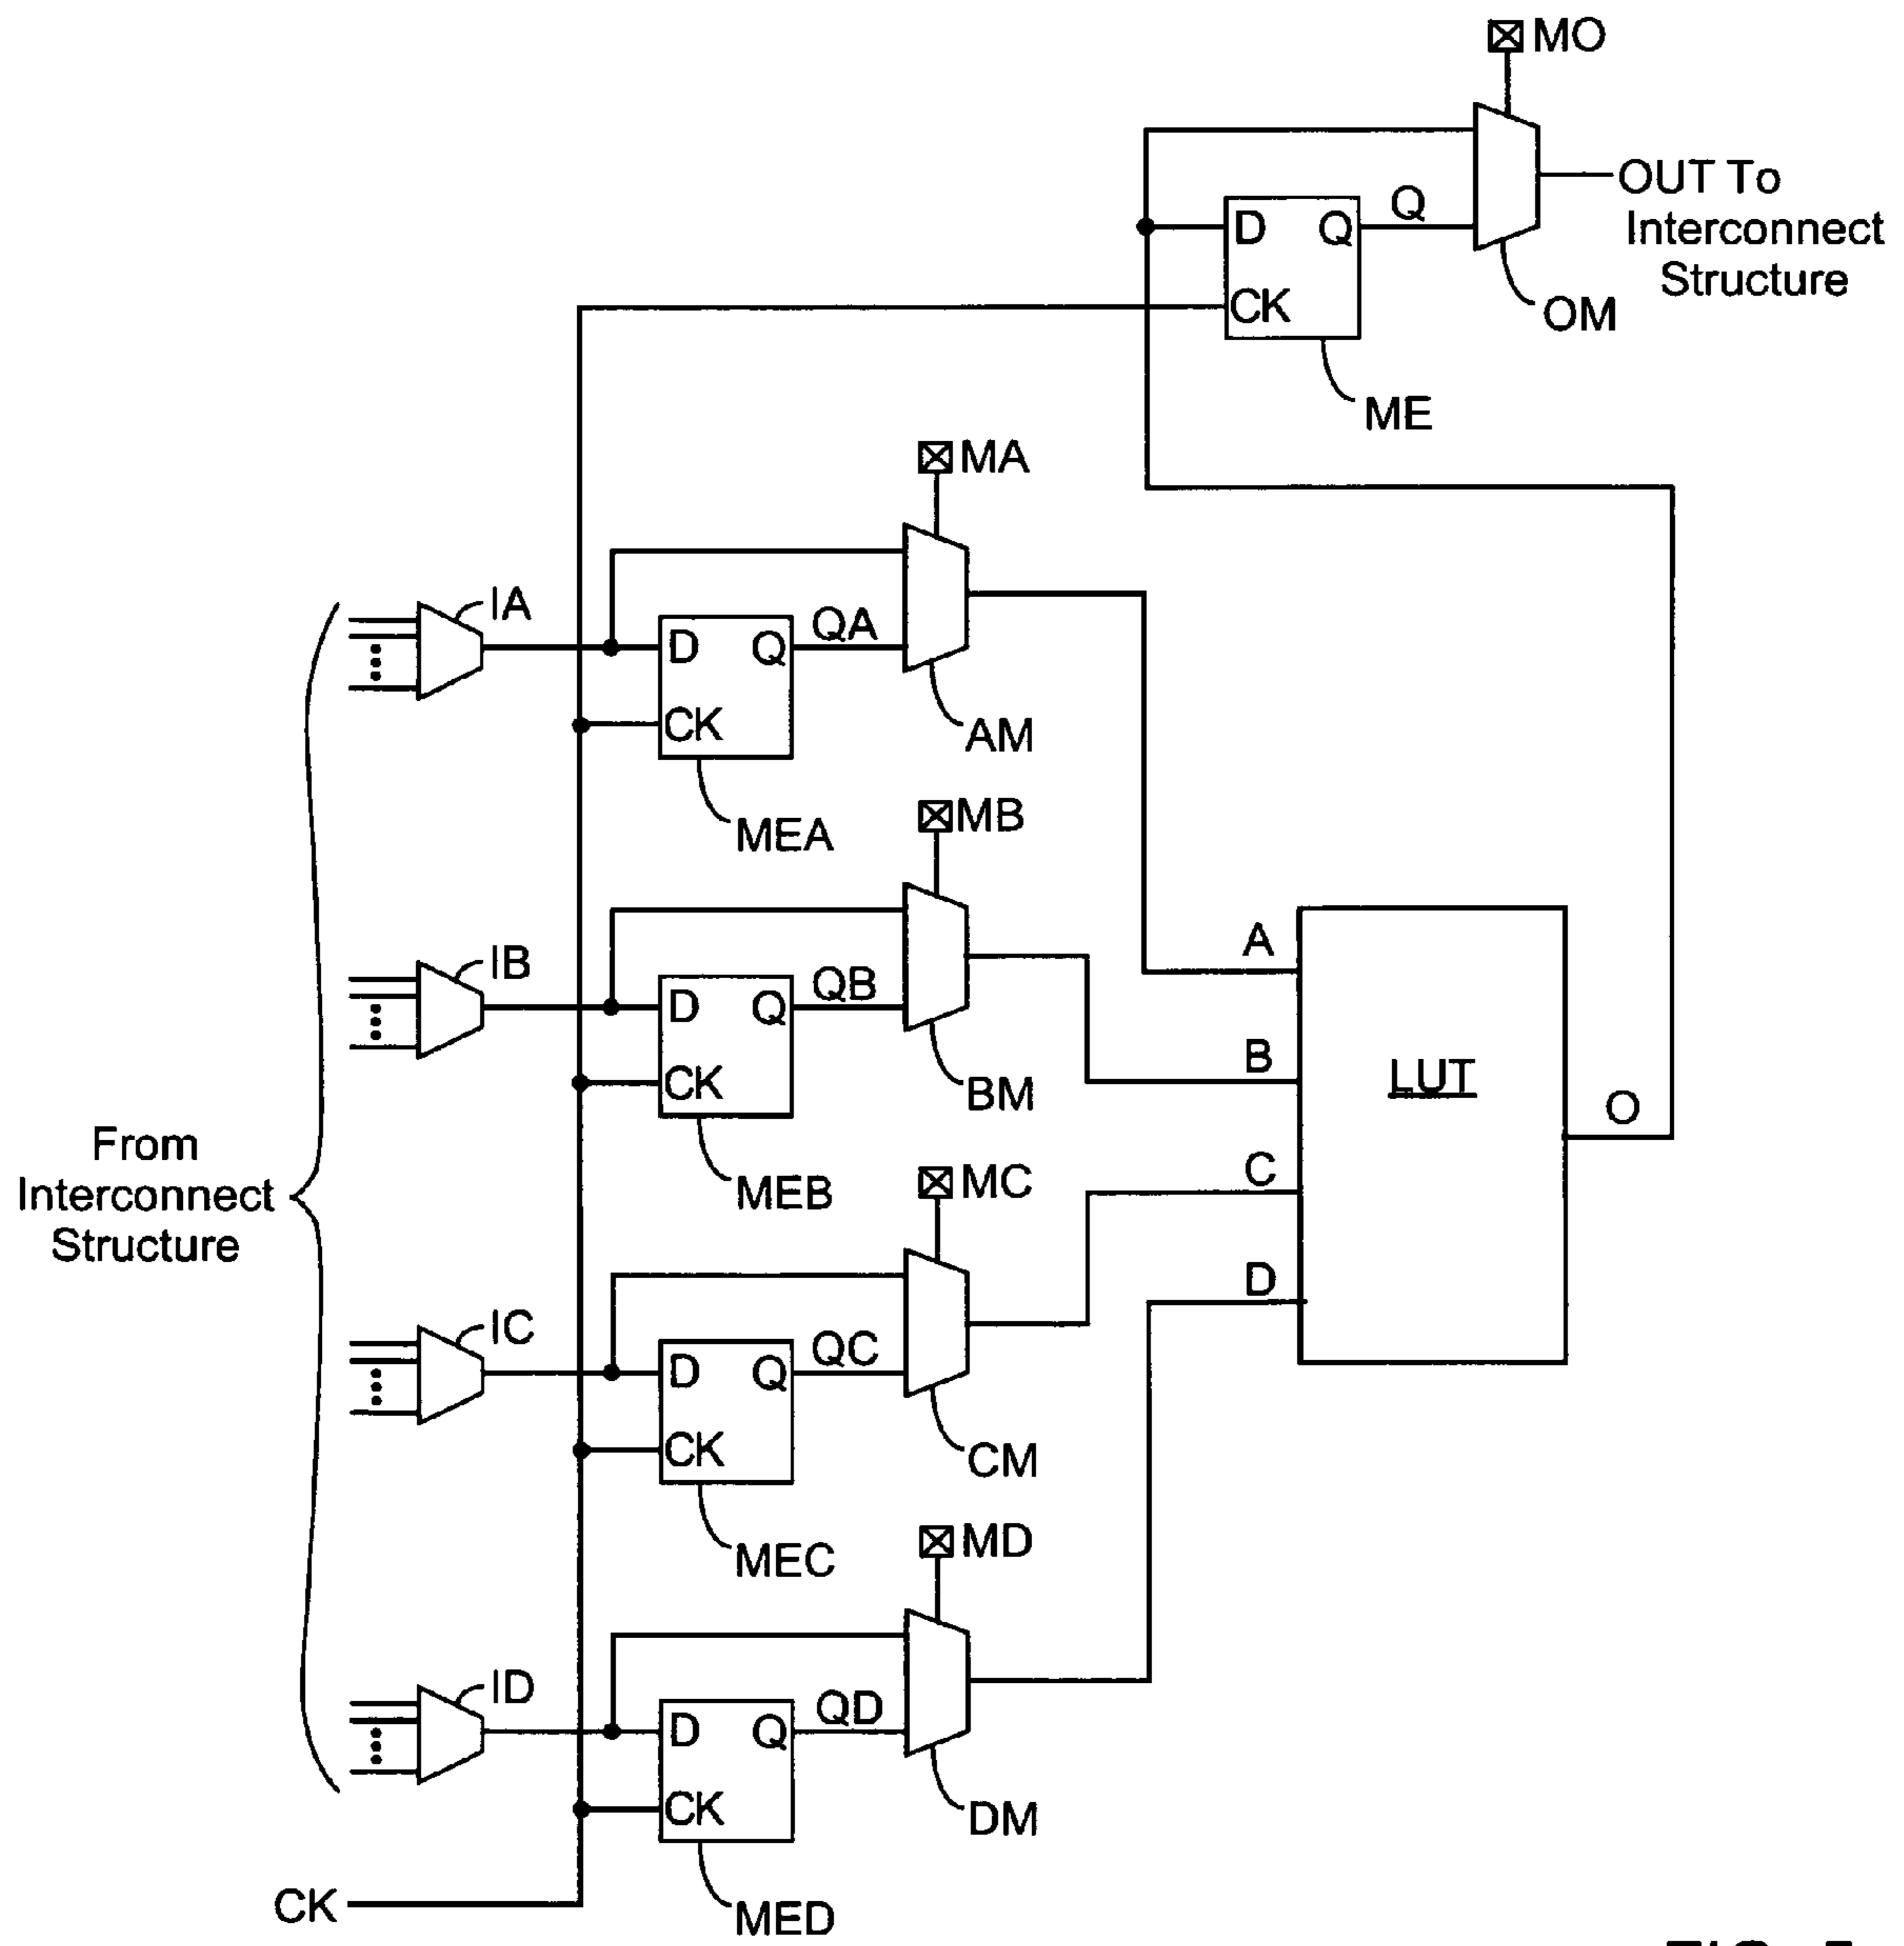 MO
OUT To
Interconnect
Structure
Q
D Q
CK
OM
ME
MA
IA
QA
D Q
CK
AM
MEA
MB
IB
QB
D Q
CK
BM
MEB
A
B
C
D
LUT
O
From
Interconnect
Structure
MC
IC
QC
D Q
CK
CM
MEC
MD
ID
QD
D Q
CK
DM
MED
CK